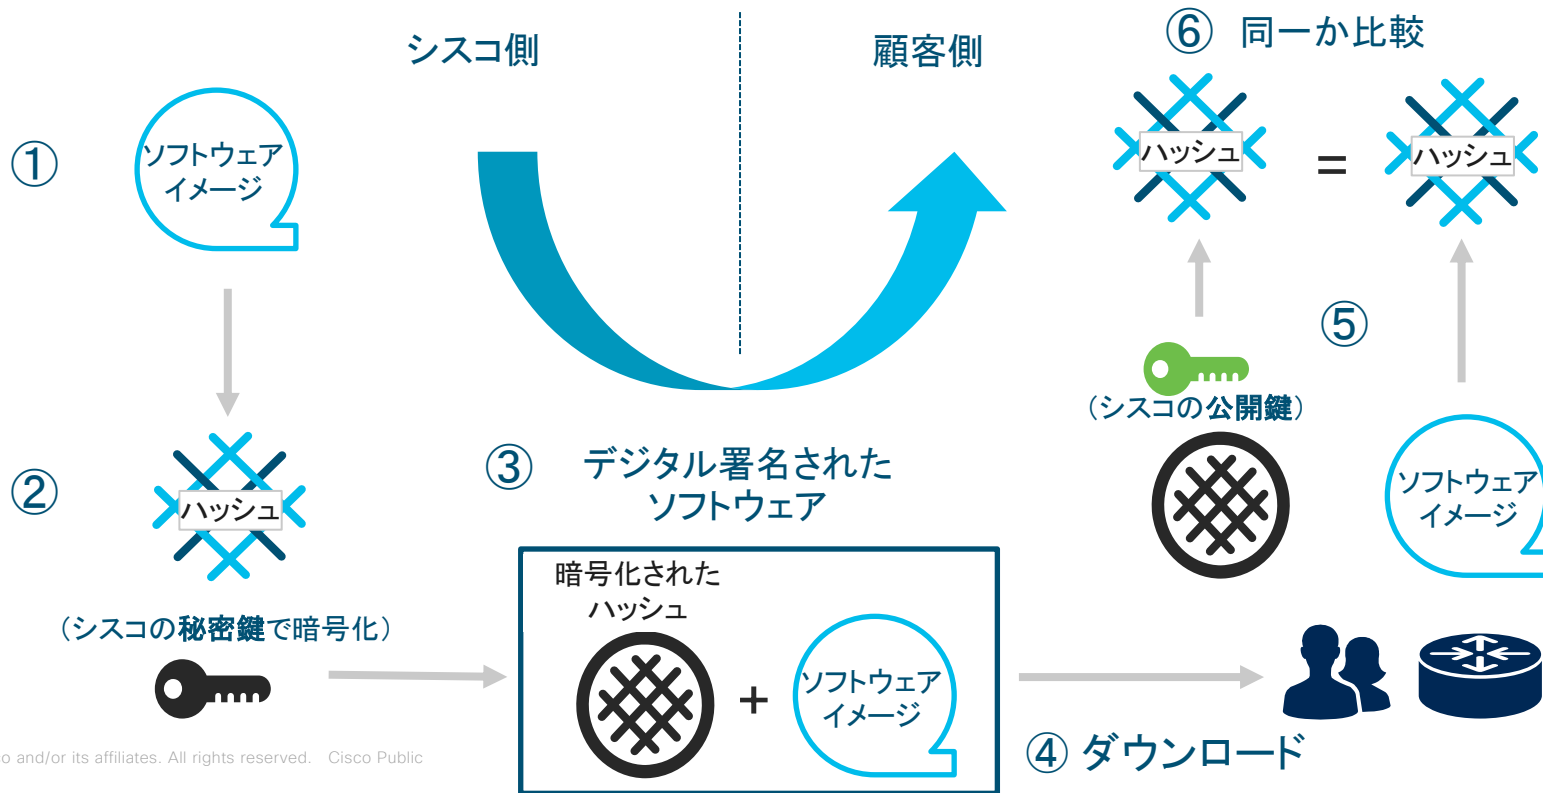 シスコ側
顧客側
⑥ 同一か比較
①
ソフトウェア
イメージ
ハッシュ
=
ハッシュ
⑤
(シスコの公開鍵)
②
ハッシュ
(シスコの秘密鍵で暗号化)
③ デジタル署名された
ソフトウェア
暗号化された
ハッシュ
+
ソフトウェア
イメージ
ソフトウェア
イメージ
④ ダウンロード
o and/or its affiliates. All rights reserved. Cisco Public